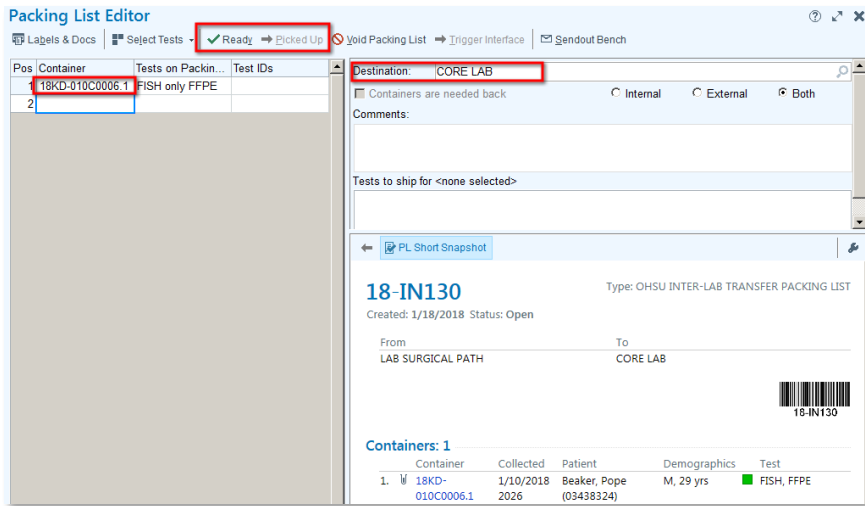 Packing List Editor
Labels & Docs Select Tests Ready Picked Up Void Packing List Trigger Interface Sendout Bench
Pos Container Tests on Packin... Test IDs
1 18KD-010C0006.1 FISH only FFPE
2
Destination: CORE LAB
Containers are needed back Internal External Both
Comments:
Tests to ship for <none selected>
PL Short Snapshot
18-IN130 Type: OHSU INTER-LAB TRANSFER PACKING LIST
Created: 1/18/2018 Status: Open
From To
LAB SURGICAL PATH CORE LAB
18-IN130
Containers: 1
Container Collected Patient Demographics Test
1. 18KD- 1/10/2018 Beaker, Pope M, 29 yrs FISH, FFPE
010C0006.1 2026 (03438324)